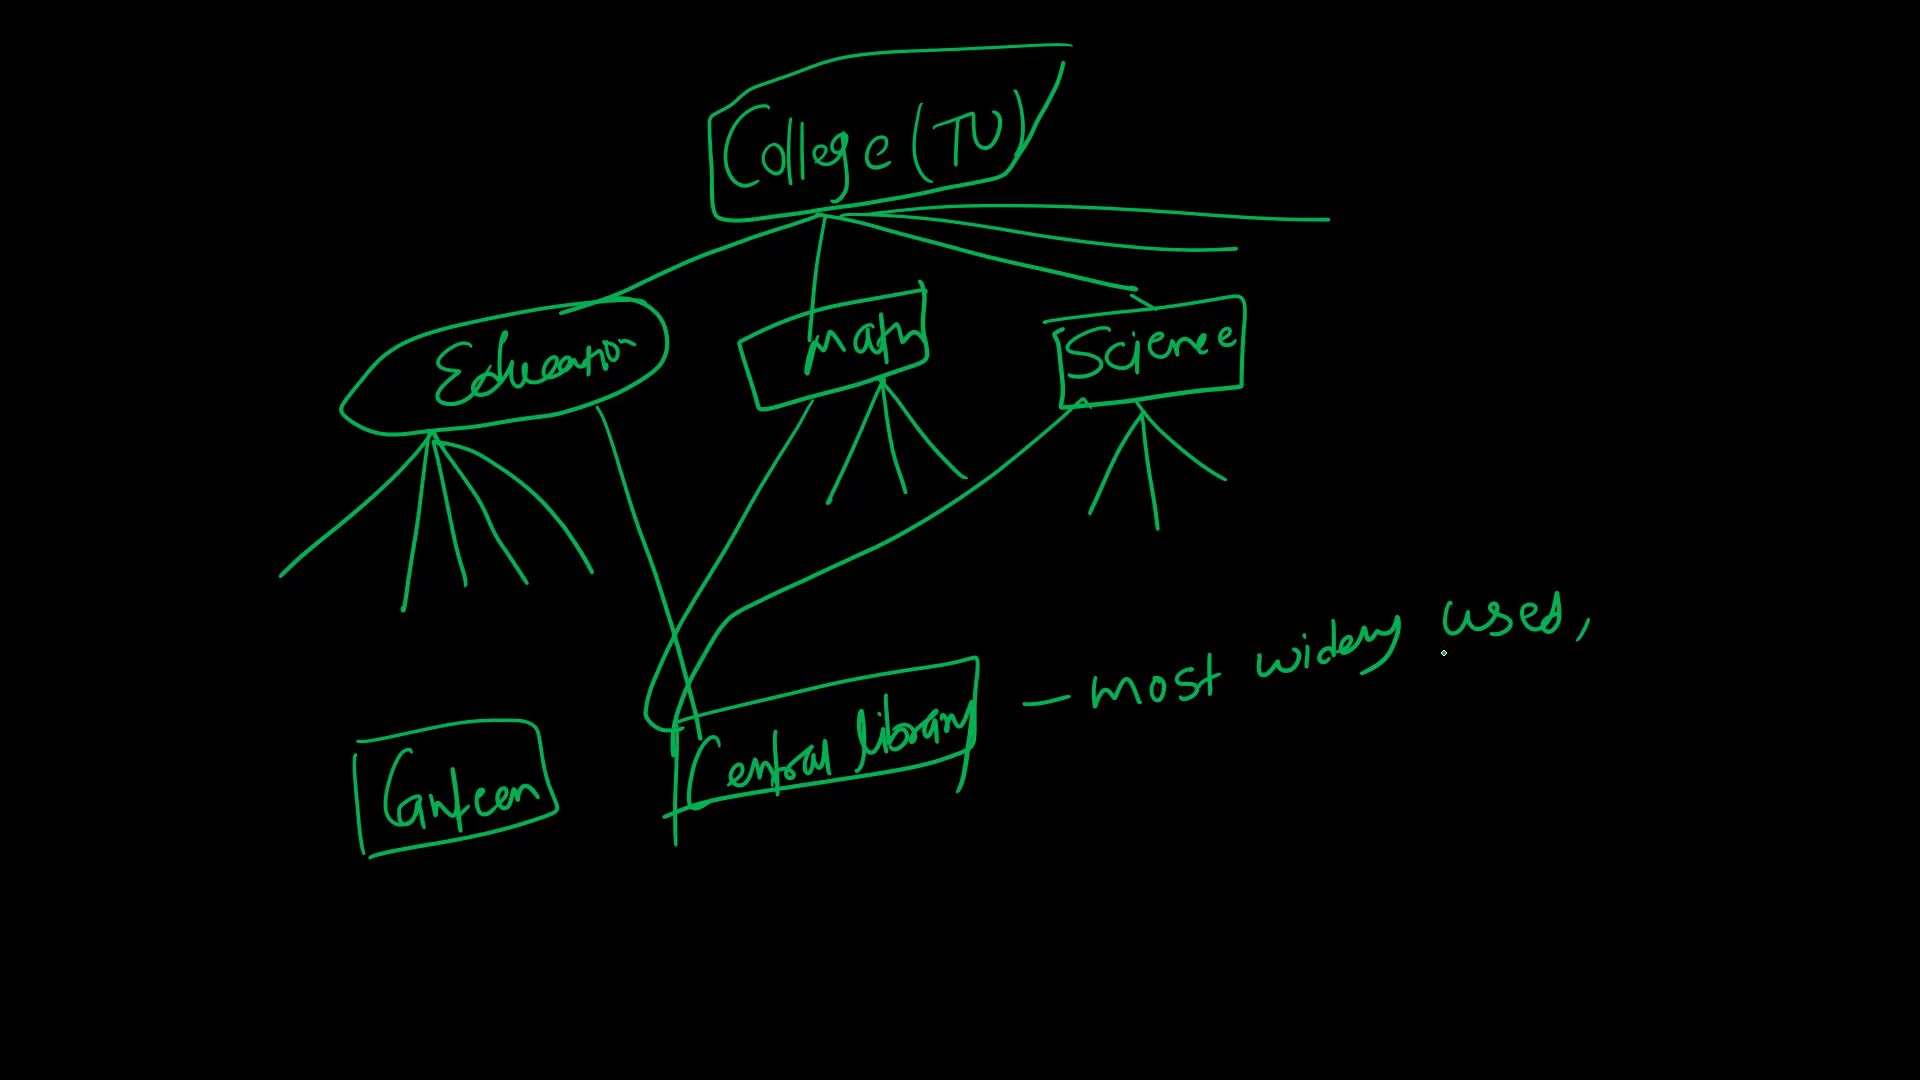 College (TU)
Education
Math
Science
most widely used,
Central library
Canteen